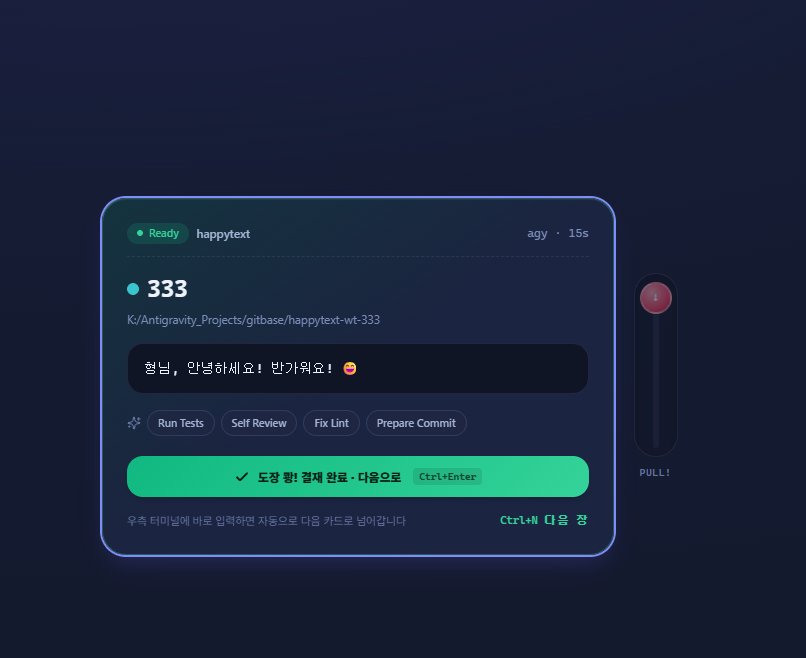 Ready happytext agy · 15s
333
K:/Antigravity_Projects/gitbase/happytext-wt-333
형님, 안녕하세요! 반가워요! 😄
Run Tests Self Review Fix Lint Prepare Commit
도장 쾅! 결재 완료 · 다음으로 Ctrl+Enter
우측 터미널에 바로 입력하면 자동으로 다음 카드로 넘어갑니다 Ctrl+N 다음 장
PULL!